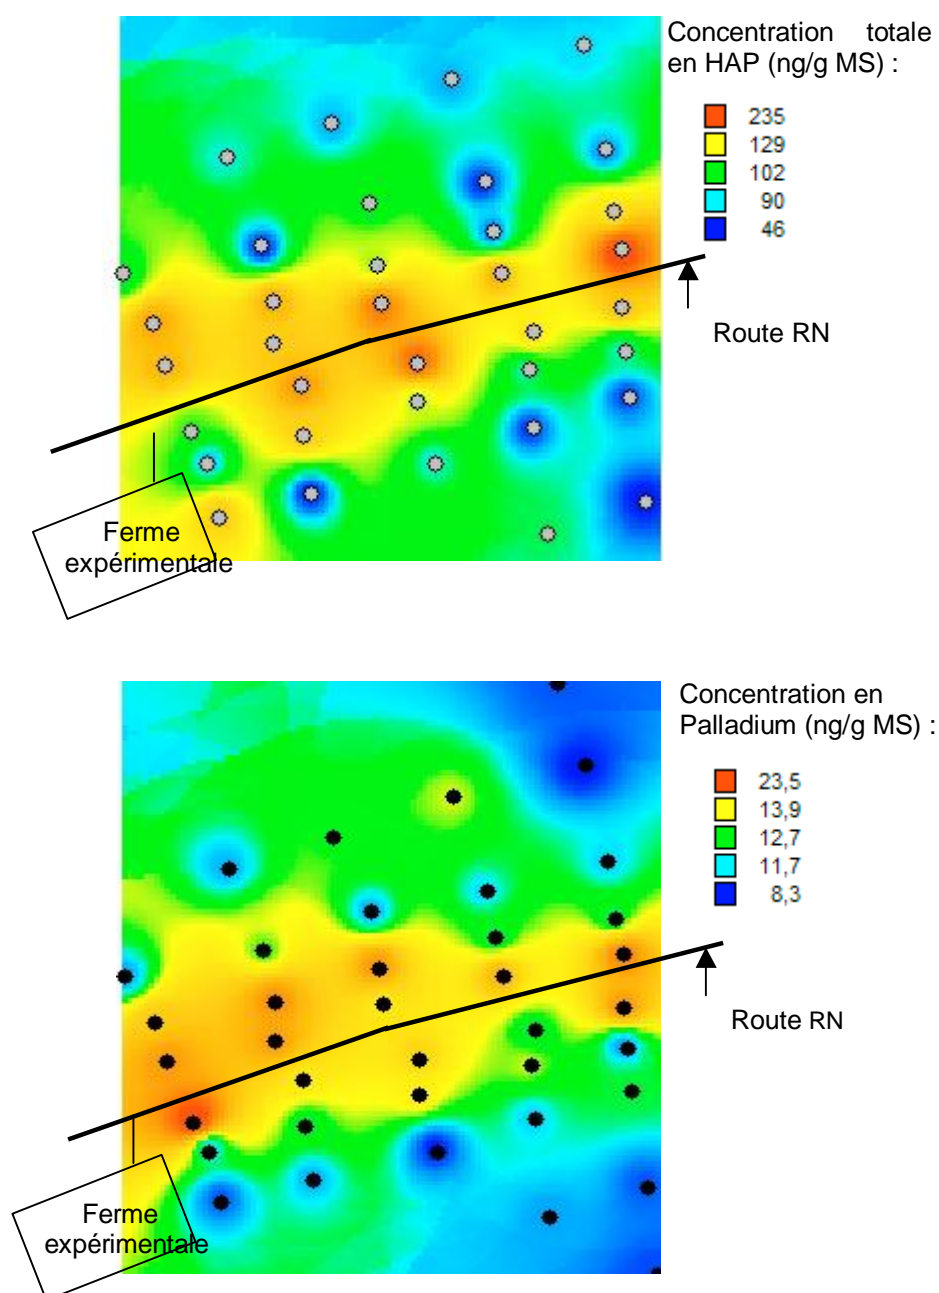 Concentration totale
en HAP (ng/g MS) :
235
129
102
90
46
Route RN
Ferme
expérimentale
Concentration en
Palladium (ng/g MS) :
23,5
13,9
12,7
11,7
8,3
Route RN
Ferme
expérimentale